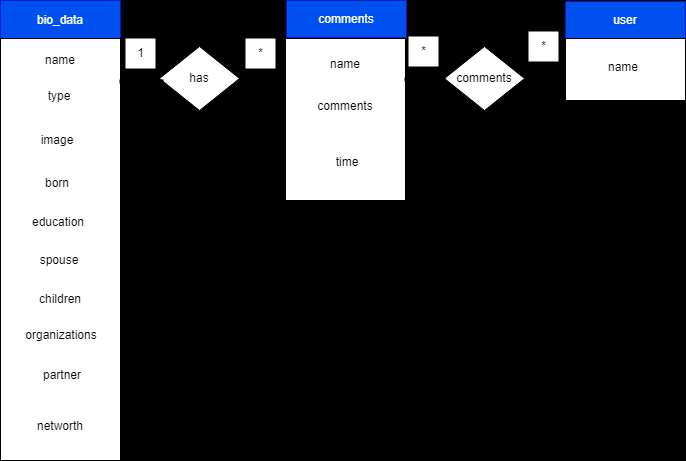 bio_data
name
type
image
born
education
spouse
children
organizations
partner
networth
1
has
*
comments
name
comments
time
*
comments
*
user
name